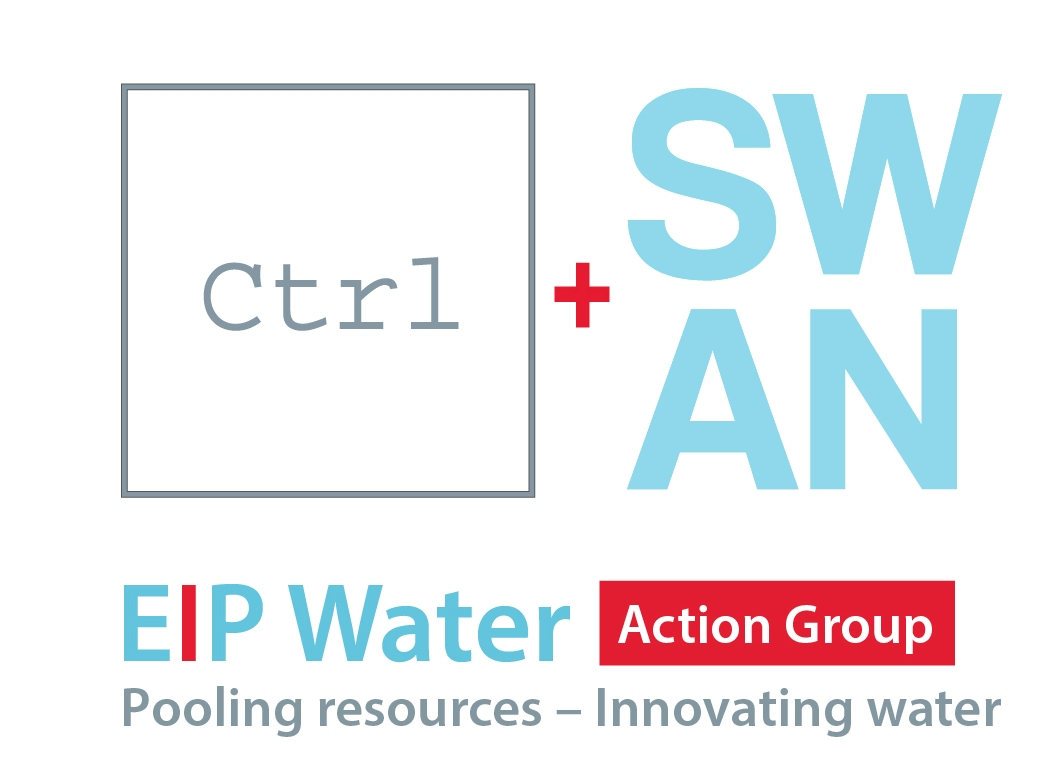 Ctrl + SW
AN
EIP Water Action Group
Pooling resources – Innovating water